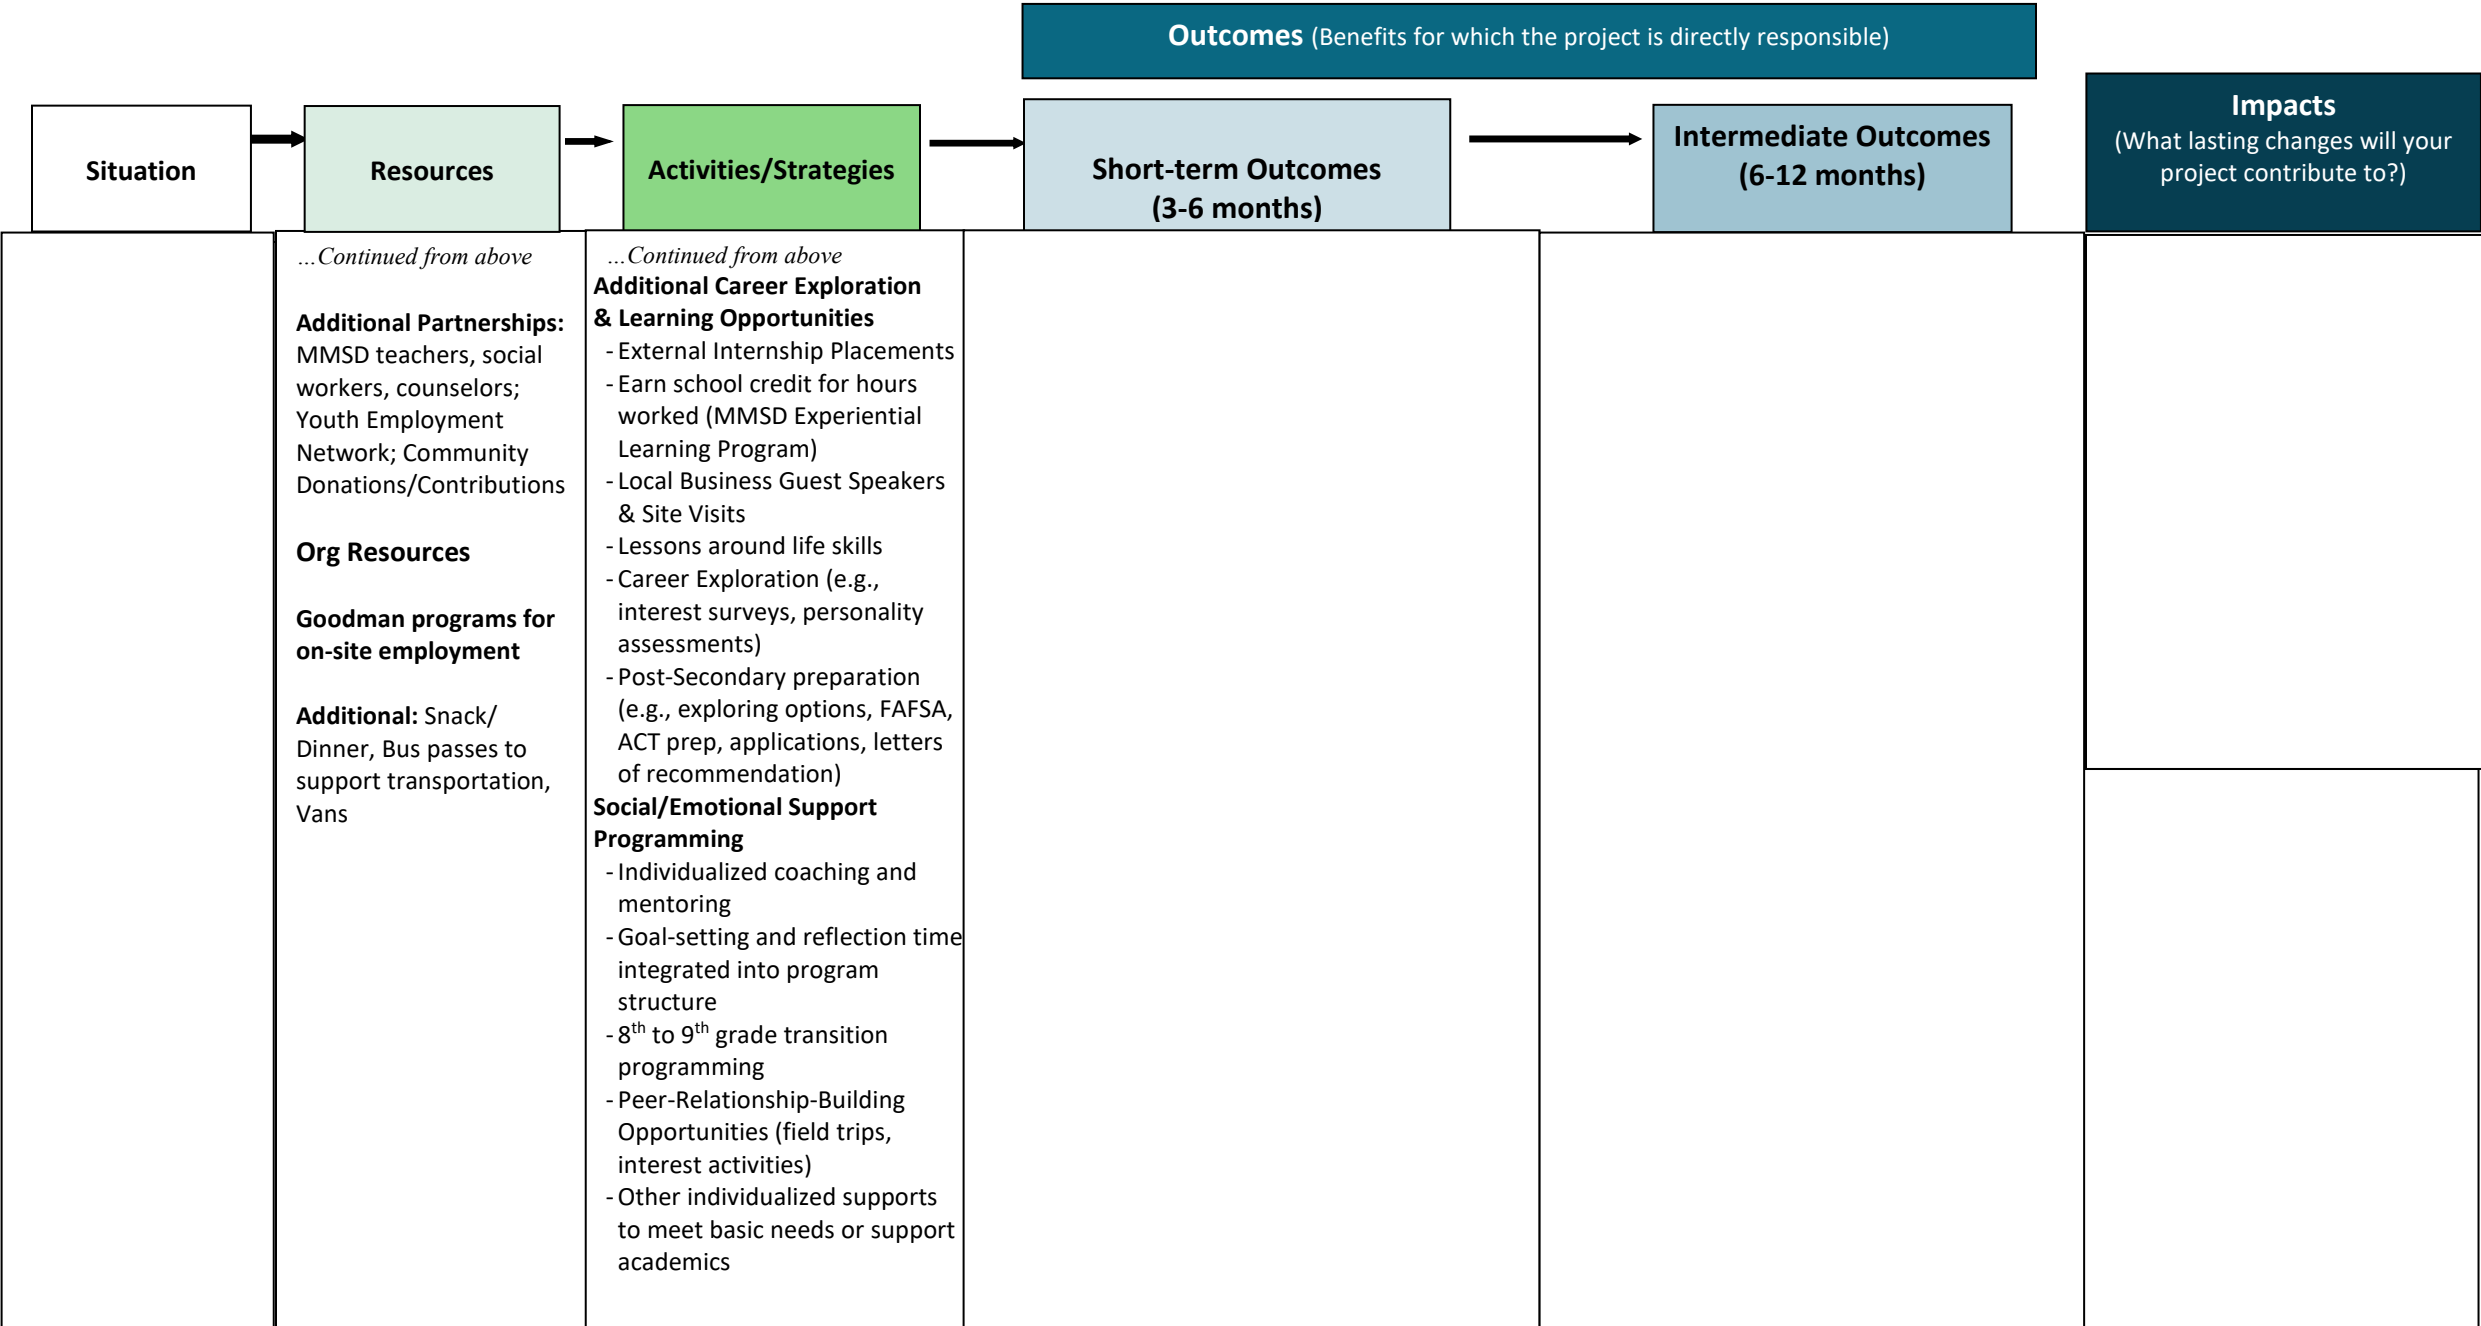 Outcomes (Benefits for which the project is directly responsible)
Situation
Resources
Activities/Strategies
Short-term Outcomes
(3-6 months)
Intermediate Outcomes
(6-12 months)
Impacts
(What lasting changes will your
project contribute to?)
...Continued from above
Additional Partnerships:
MMSD teachers, social
workers, counselors;
Youth Employment
Network; Community
Donations/Contributions
Org Resources
Goodman programs for
on-site employment
Additional: Snack/
Dinner, Bus passes to
support transportation,
Vans
...Continued from above
Additional Career Exploration
& Learning Opportunities
- External Internship Placements
- Earn school credit for hours
worked (MMSD Experiential
Learning Program)
- Local Business Guest Speakers
& Site Visits
- Lessons around life skills
- Career Exploration (e.g.,
interest surveys, personality
assessments)
- Post-Secondary preparation
(e.g., exploring options, FAFSA,
ACT prep, applications, letters
of recommendation)
Social/Emotional Support
Programming
- Individualized coaching and
mentoring
- Goal-setting and reflection time
integrated into program
structure
- 8th to 9th grade transition
programming
- Peer-Relationship-Building
Opportunities (field trips,
interest activities)
- Other individualized supports
to meet basic needs or support
academics